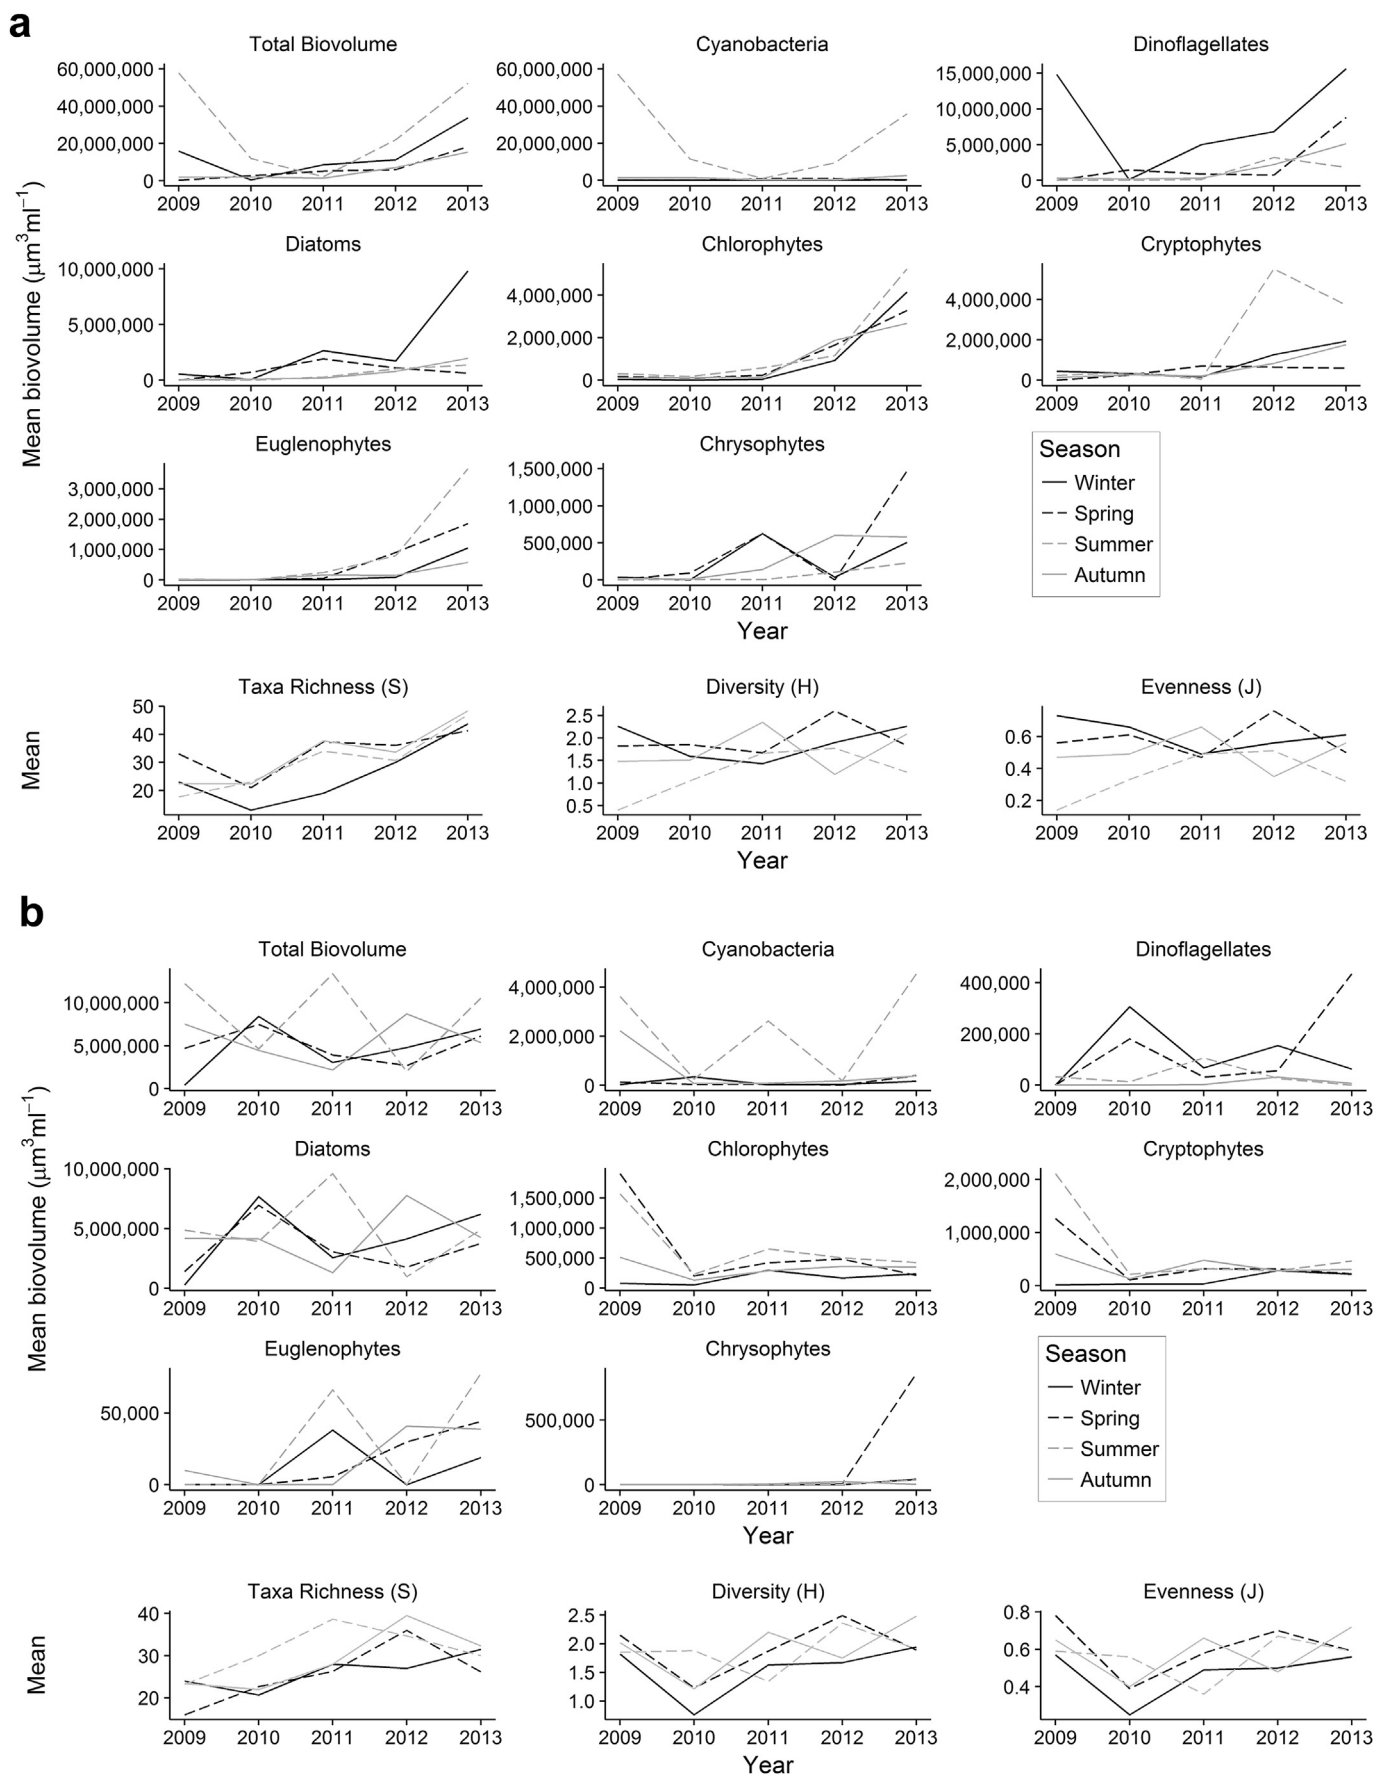 a
Total Biovolume
Cyanobacteria
Dinoflagellates
60,000,000
40,000,000
20,000,000
0
60,000,000
40,000,000
20,000,000
0
15,000,000
10,000,000
5,000,000
0
2009 2010 2011 2012 2013
2009 2010 2011 2012 2013
2009 2010 2011 2012 2013
Mean biovolume (μm³ml⁻¹)
Diatoms
Chlorophytes
Cryptophytes
10,000,000
5,000,000
0
4,000,000
2,000,000
0
4,000,000
2,000,000
0
2009 2010 2011 2012 2013
2009 2010 2011 2012 2013
2009 2010 2011 2012 2013
Euglenophytes
Chrysophytes
3,000,000
2,000,000
1,000,000
0
1,500,000
1,000,000
500,000
0
2009 2010 2011 2012 2013
2009 2010 2011 2012 2013
Year
Season
Winter
Spring
Summer
Autumn
Taxa Richness (S)
Diversity (H)
Evenness (J)
Mean
50
40
30
20
2.5
2.0
1.5
1.0
0.5
0.6
0.4
0.2
2009 2010 2011 2012 2013
2009 2010 2011 2012 2013
2009 2010 2011 2012 2013
Year
b
Total Biovolume
Cyanobacteria
Dinoflagellates
10,000,000
5,000,000
0
4,000,000
2,000,000
0
400,000
200,000
0
2009 2010 2011 2012 2013
2009 2010 2011 2012 2013
2009 2010 2011 2012 2013
Mean biovolume (μm³ml⁻¹)
Diatoms
Chlorophytes
Cryptophytes
10,000,000
5,000,000
0
1,500,000
1,000,000
500,000
0
2,000,000
1,000,000
0
2009 2010 2011 2012 2013
2009 2010 2011 2012 2013
2009 2010 2011 2012 2013
Euglenophytes
Chrysophytes
50,000
0
500,000
0
2009 2010 2011 2012 2013
2009 2010 2011 2012 2013
Year
Season
Winter
Spring
Summer
Autumn
Taxa Richness (S)
Diversity (H)
Evenness (J)
Mean
40
30
20
2.5
2.0
1.5
1.0
0.8
0.6
0.4
2009 2010 2011 2012 2013
2009 2010 2011 2012 2013
2009 2010 2011 2012 2013
Year